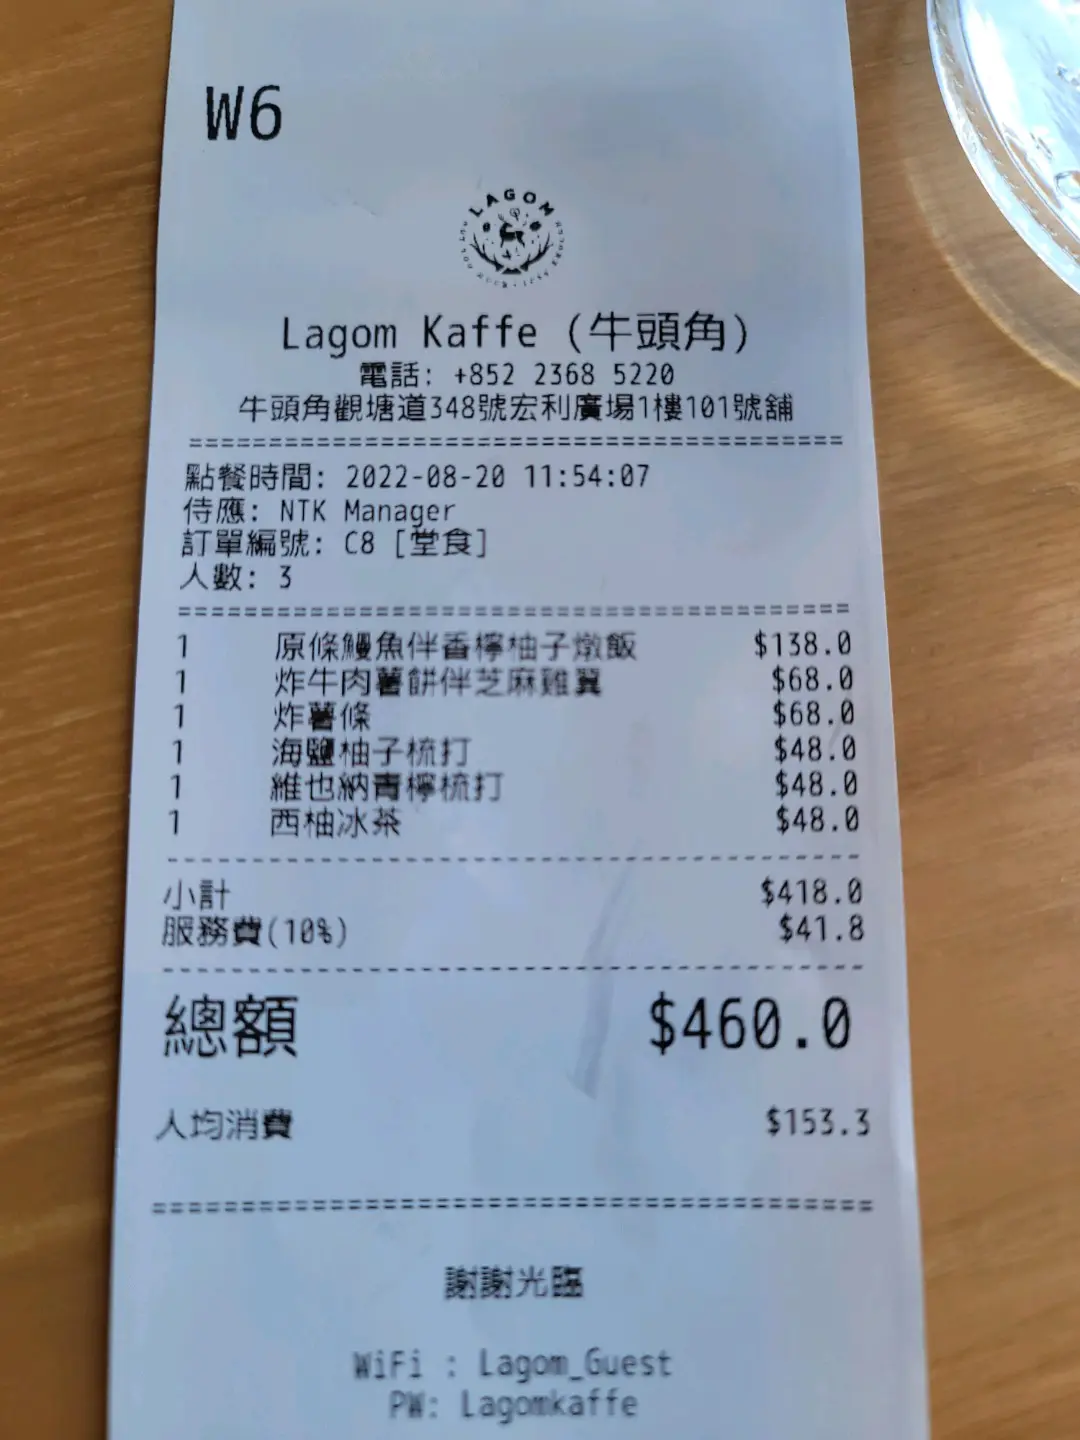 W6
LAGOM
Lagom Kaffe (牛頭角)
電話: +852 2368 5220
牛頭角觀塘道348號宏利廣場1樓101號舖
點餐時間: 2022-08-20 11:54:07
侍應: NTK Manager
訂單編號: C8 [堂食]
人數: 3
1 原條鰻魚伴香檸柚子燉飯 $138.0
1 炸牛肉薯餅伴芝麻雞翼 $68.0
1 炸薯條 $68.0
1 海鹽柚子梳打 $48.0
1 維也納青檸梳打 $48.0
1 西柚冰茶 $48.0
小計 $418.0
服務費(10%) $41.8
總額 $460.0
人均消費 $153.3
謝謝光臨
WiFi : Lagom_Guest
PW: Lagomkaffe